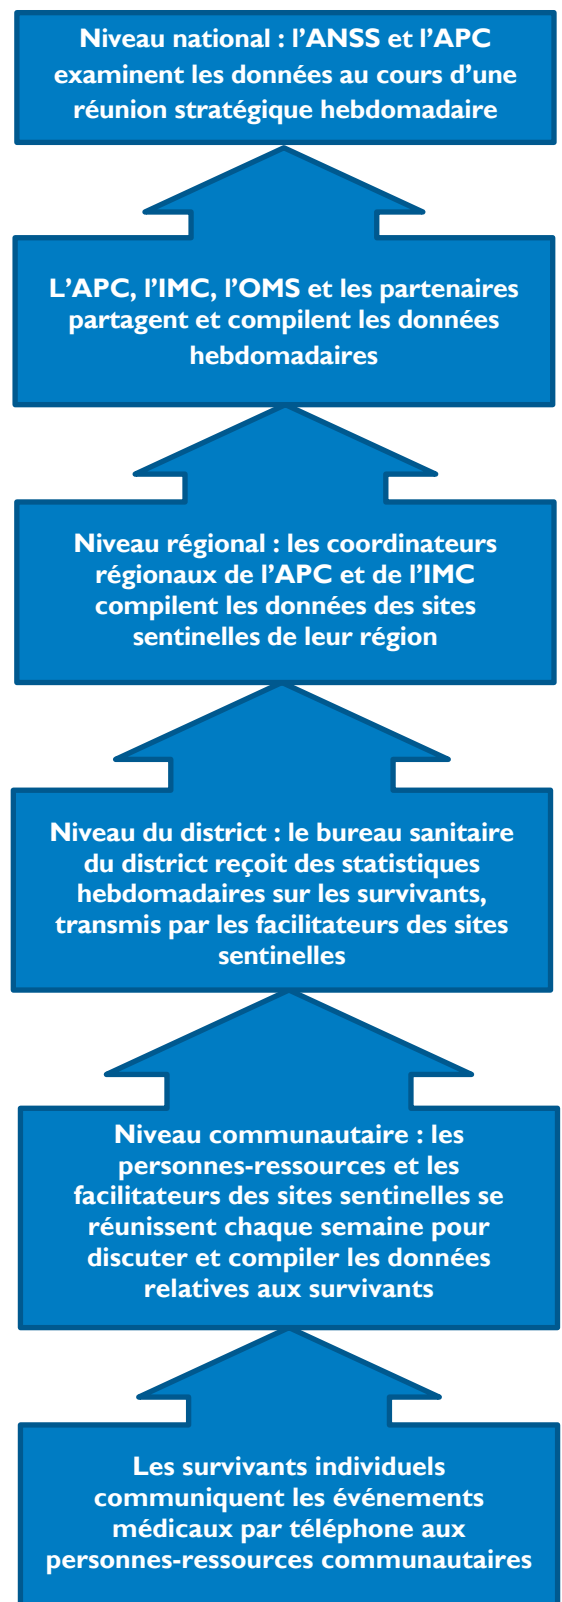 Niveau national : l’ANSS et l’APC
examinent les données au cours d’une
réunion stratégique hebdomadaire
L’APC, l’IMC, l’OMS et les partenaires
partagent et compilent les données
hebdomadaires
Niveau régional : les coordinateurs
régionaux de l’APC et de l’IMC
compilent les données des sites
sentinelles de leur région
Niveau du district : le bureau sanitaire
du district reçoit des statistiques
hebdomadaires sur les survivants,
transmis par les facilitateurs des sites
sentinelles
Niveau communautaire : les
personnes-ressources et les
facilitateurs des sites sentinelles se
réunissent chaque semaine pour
discuter et compiler les données
relatives aux survivants
Les survivants individuels
communiquent les événements
médicaux par téléphone aux
personnes-ressources communautaires